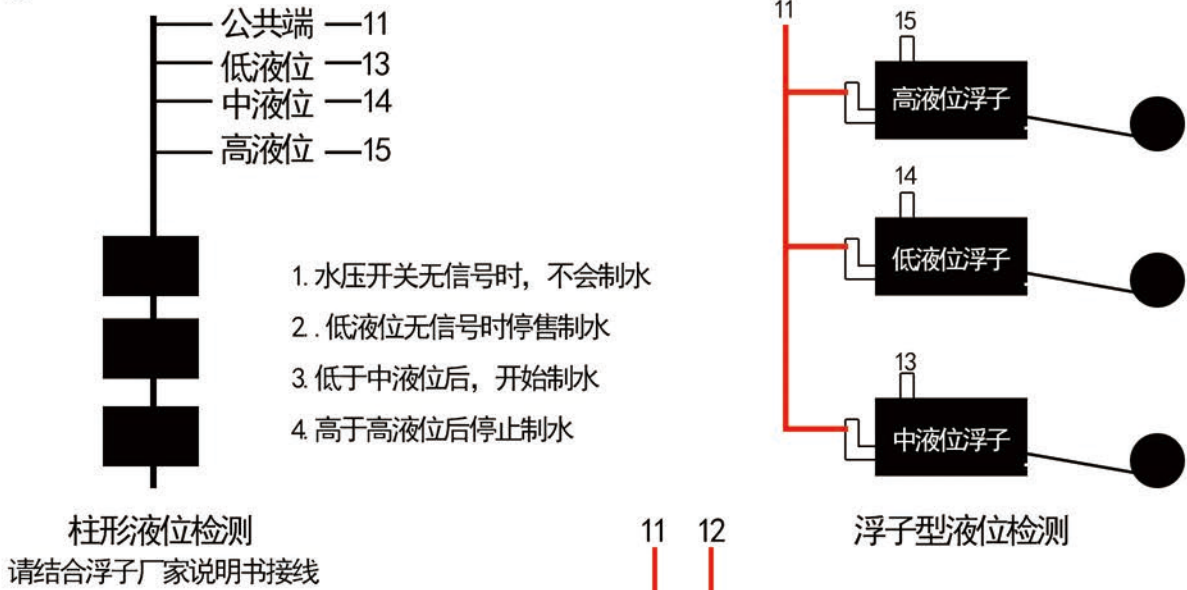 公共端 11
低液位 13
中液位 14
高液位 15
1. 水压开关无信号时，不会制水
2 . 低液位无信号时停售制水
3. 低于中液位后，开始制水
4. 高于高液位后停止制水
柱形液位检测
请结合浮子厂家说明书接线
11
15
高液位浮子
14
低液位浮子
13
中液位浮子
浮子型液位检测
11 12